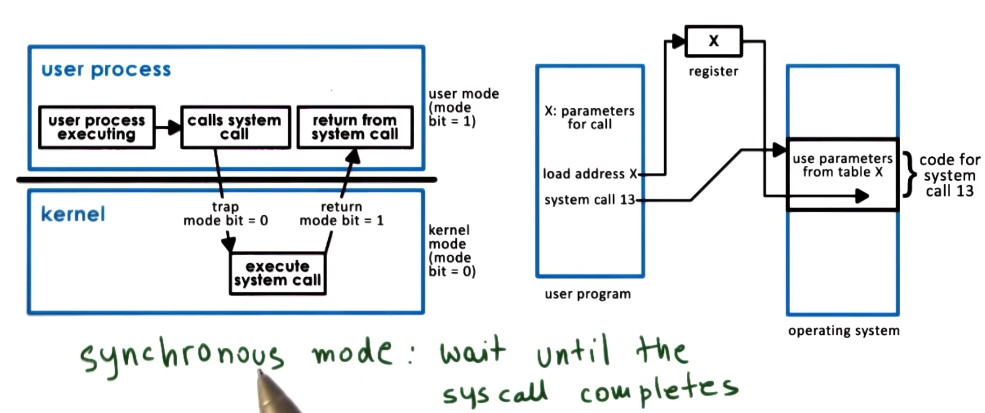 user process
user process
executing
calls system
call
return from
system call
user mode
(mode
bit = 1)
kernel
trap
mode bit = 0
return
mode bit = 1
execute
system call
kernel
mode
(mode
bit = 0)
X
register
X: parameters
for call
load address X
system call 13
user program
use parameters
from table X
code for
system
call 13
operating system
synchronous mode: wait until the
syscall completes